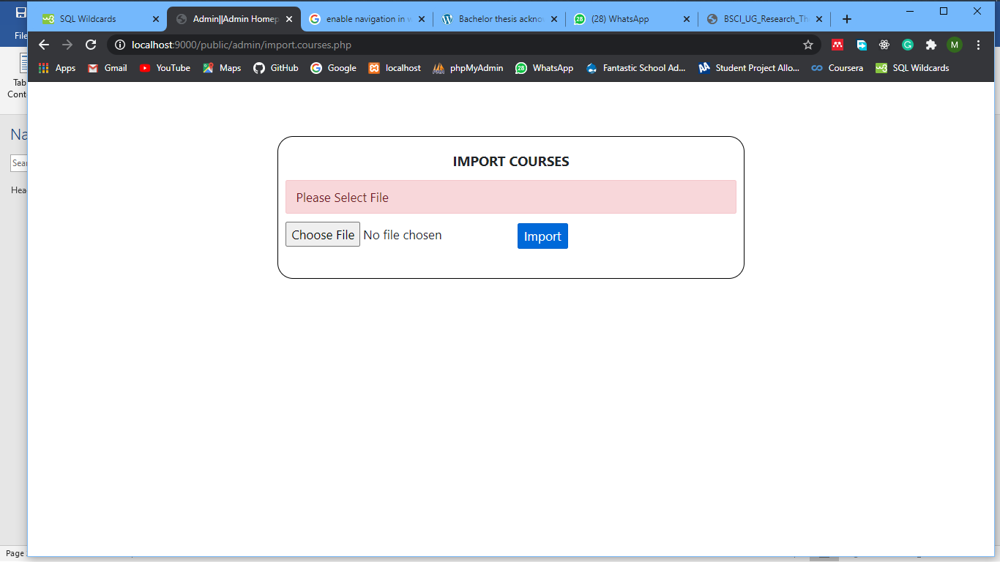 SQL Wildcards
Admin||Admin Homep
enable navigation in w
Bachelor thesis ackno
(28) WhatsApp
BSCI_UG_Research_Th
File
localhost:9000/public/admin/import.courses.php
M
Apps
Gmail
YouTube
Maps
GitHub
Google
localhost
phpMyAdmin
28
WhatsApp
Fantastic School Ad...
Student Project Allo...
Coursera
SQL Wildcards
Tab
Cont
Na
Sear
Hea
IMPORT COURSES
Please Select File
Choose File No file chosen
Import
Page